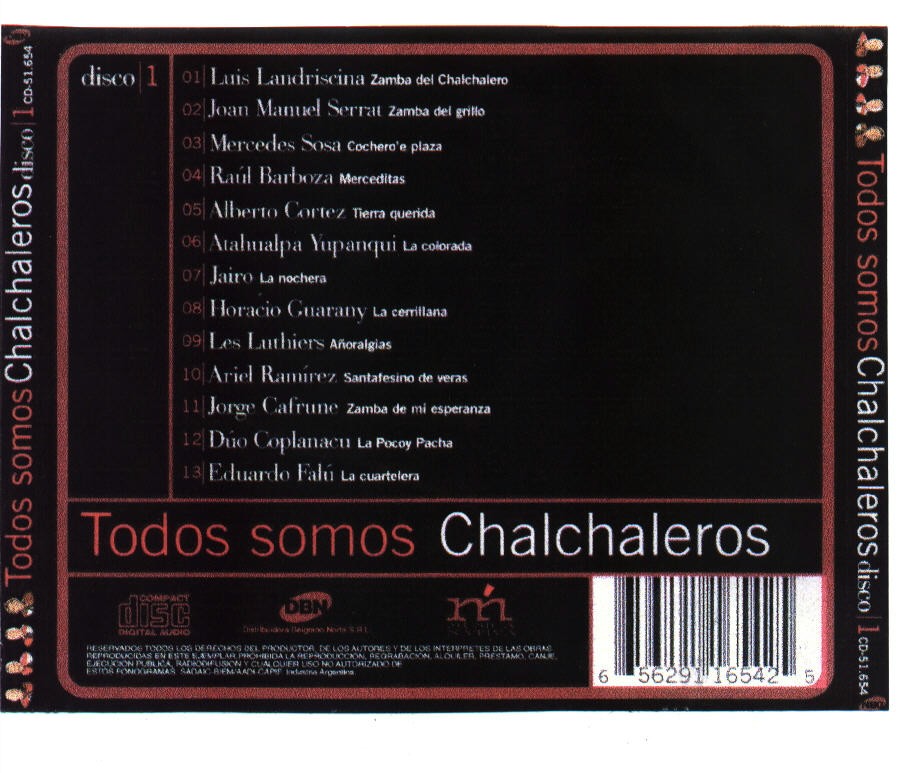 disco|1
01| Luis Landriscina Zamba del Chalchalero
02| Joan Manuel Serrat Zamba del grillo
03| Mercedes Sosa Cochero'e plaza
04| Raúl Barboza Merceditas
05| Alberto Cortez Tierra querida
06| Atahualpa Yupanqui La colorada
07| Jairo La nochera
08| Horacio Guarany La cerrillana
09| Les Luthiers Añoralgias
10| Ariel Ramírez Santafesino de veras
11| Jorge Cafrune Zamba de mi esperanza
12| Dúo Coplanacu La Pocoy Pacha
13| Eduardo Falú La cuartelera
Todos somos Chalchaleros
COMPACT
disc
DIGITAL AUDIO
DBN
Distribuidora Belgrano Norte S.R.L.
RESERVADOS TODOS LOS DERECHOS DEL PRODUCTOR, DE LOS AUTORES Y DE LOS INTERPRETES DE LAS OBRAS
REPRODUCIDAS EN ESTE EJEMPLAR PROHIBIDA LA REPRODUCCION, REGRABACION, ALQUILER, PRESTAMO, CANJE,
EJECUCION PUBLICA, RADIODIFUSION Y CUALQUIER USO NO AUTORIZADO DE
ESTOS FONOGRAMAS. SADAIC-BIEM/AADI-CAPIF Industria Argentina
6 56291 16542 5
Todos somos Chalchaleros disco|1 CD-51.654
Todos somos Chalchaleros disco|1 CD-51.654
DBN